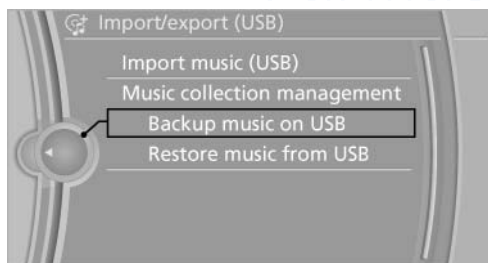 Import/export (USB)
Import music (USB)
Music collection management
Backup music on USB
Restore music from USB